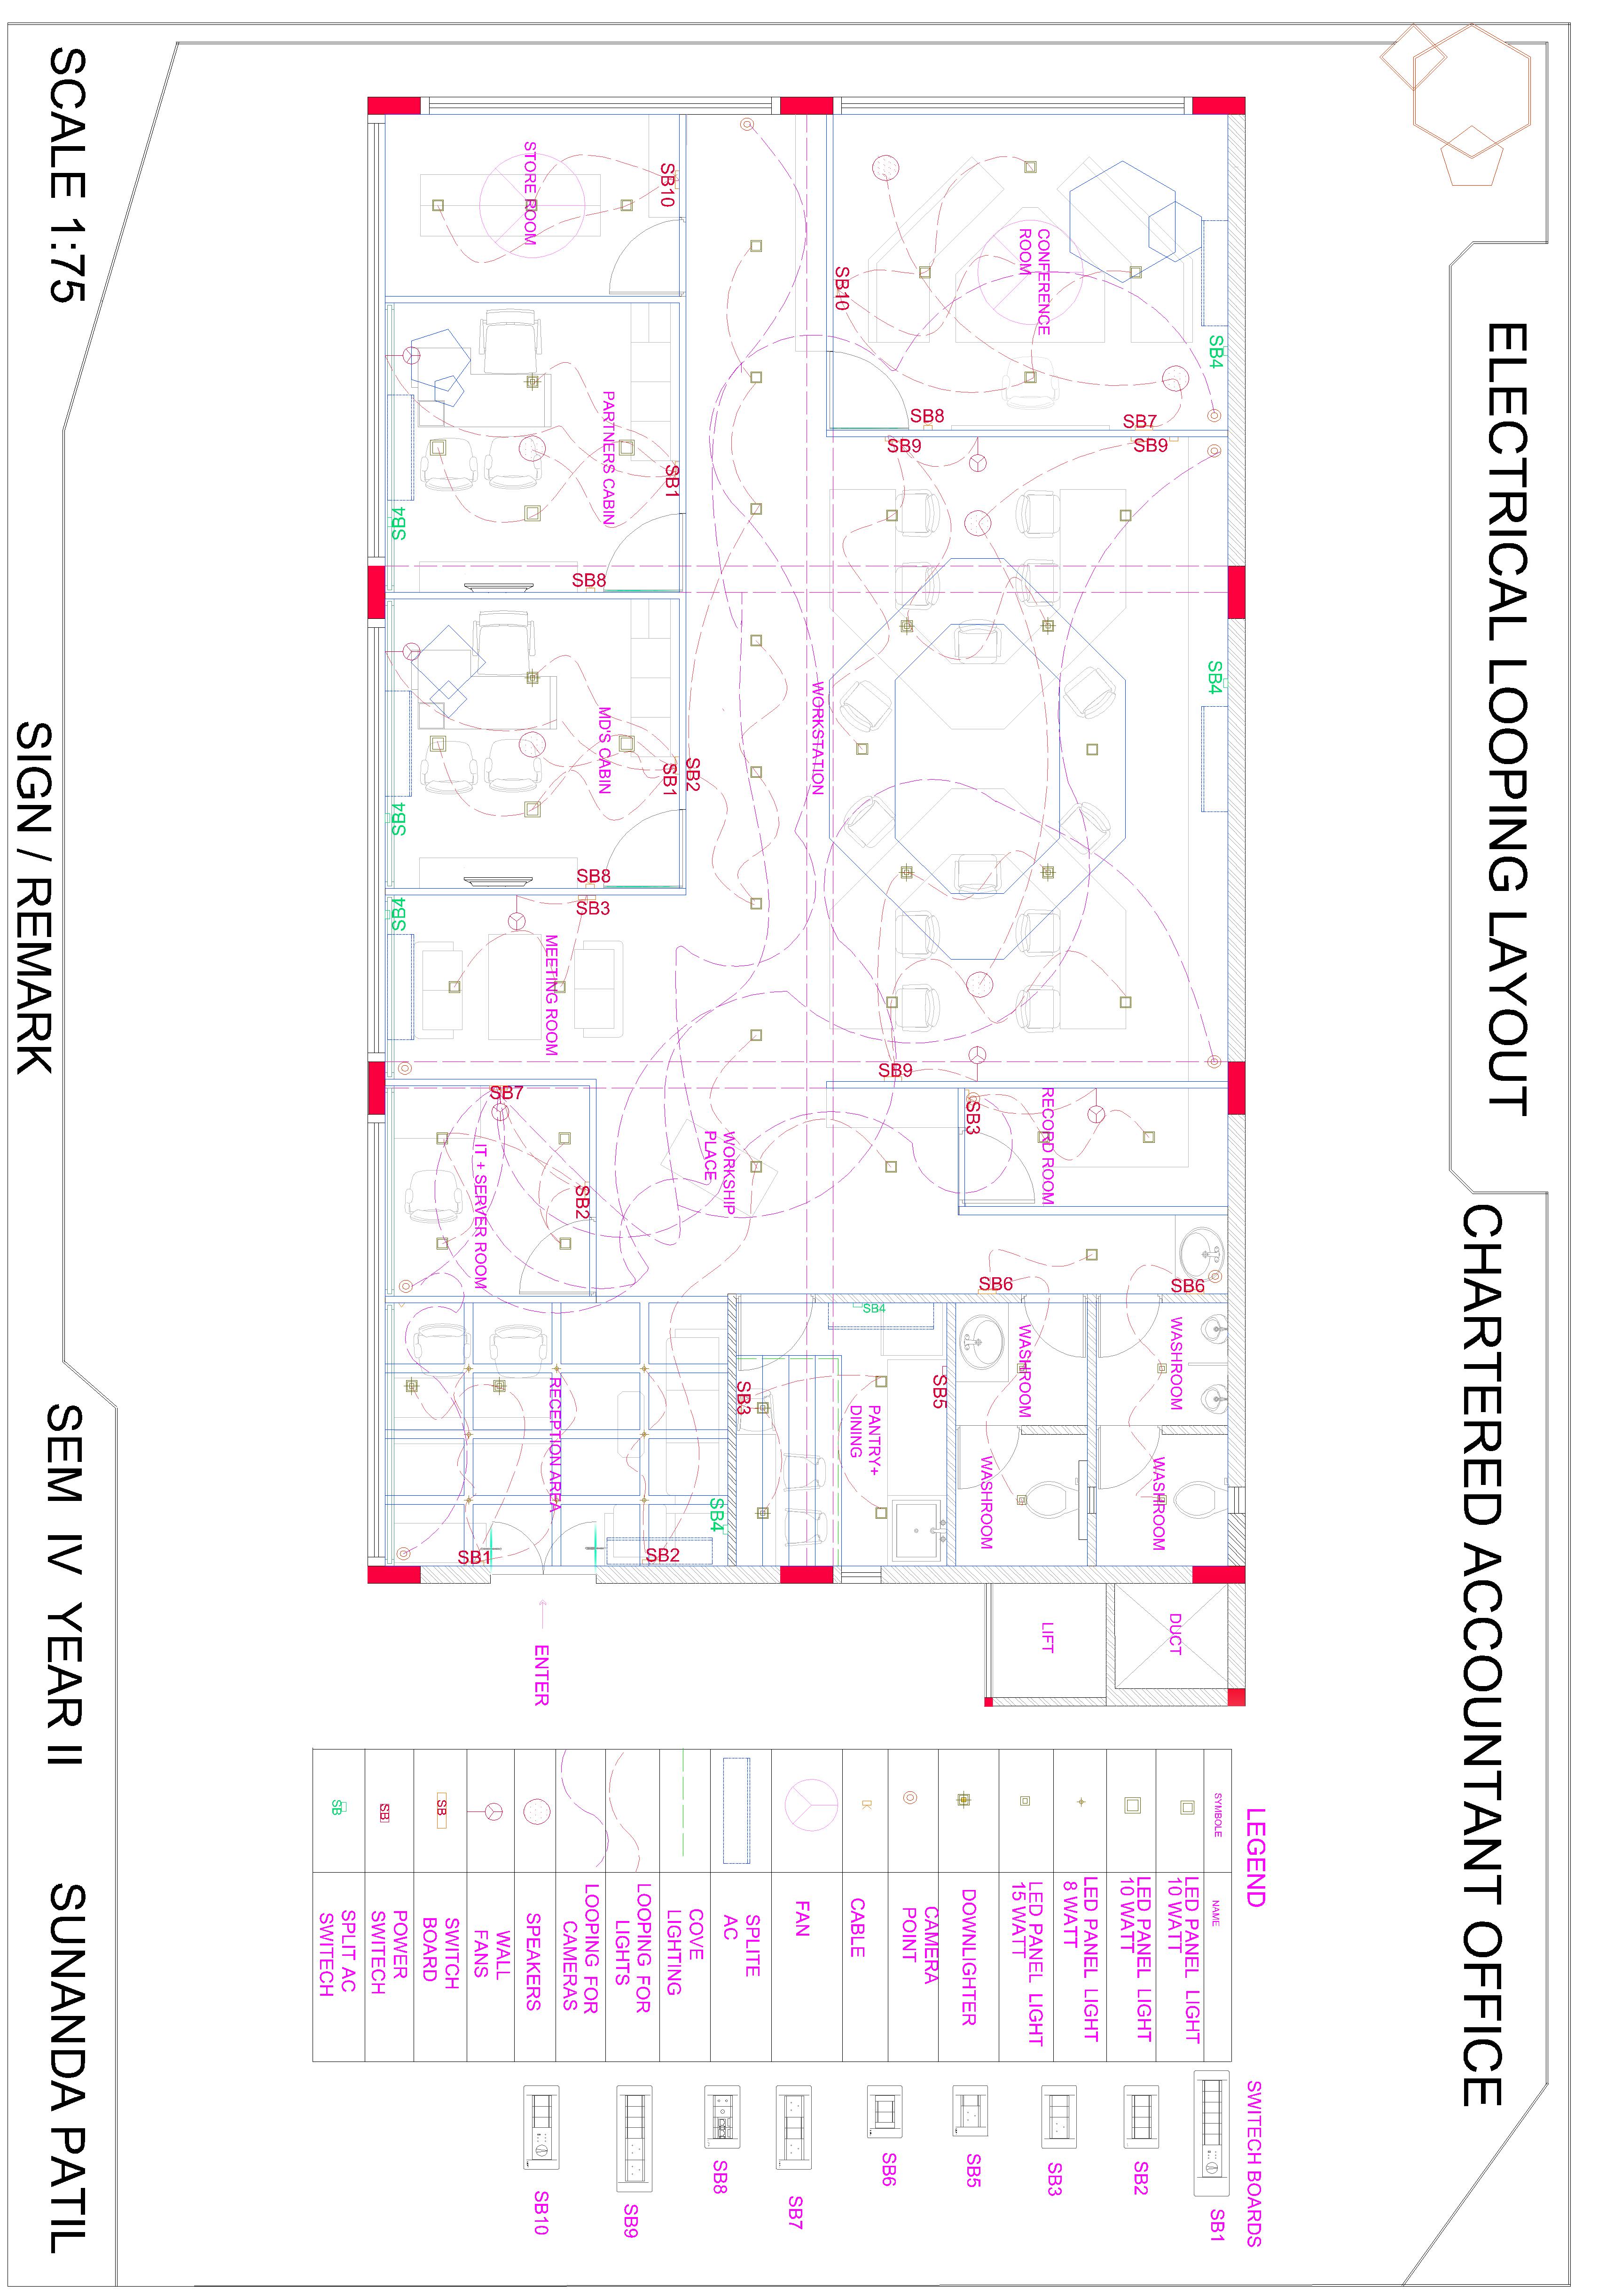 ELECTRICAL LOOPING LAYOUT
CHARTERED ACCOUNTANT OFFICE
CONFERENCE
ROOM
SB4
SB10
SB8
SB7
SB9
SB9
SB4
STORE ROOM
SB10
PARTNERS CABIN
SB1
SB4
SB8
MD'S CABIN
SB1
SB2
SB4
SB8
SB3
SB4
MEETING ROOM
WORKSTATION
SB9
RECORD ROOM
SB3
WORKSHIP
PLACE
SB7
SB2
IT + SERVER ROOM
SB6
SB6
SB4
WASHROOM
WASHROOM
WASHROOM
WASHROOM
SB5
SB3
PANTRY+
DINING
RECEPTION AREA
SB4
SB1
SB2
DUCT
LIFT
ENTER
LEGEND
SYMBOLE
NAME
LED PANEL LIGHT
10 WATT
LED PANEL LIGHT
10 WATT
LED PANEL LIGHT
8 WATT
LED PANEL LIGHT
15 WATT
DOWNLIGHTER
CAMERA
POINT
CABLE
FAN
SPLITE
AC
COVE
LIGHTING
LOOPING FOR
LIGHTS
LOOPING FOR
CAMERAS
SPEAKERS
WALL
FANS
SB
SWITCH
BOARD
SB
POWER
SWITECH
SB
SPLIT AC
SWITECH
SWITECH BOARDS
SB1
SB2
SB3
SB5
SB6
SB7
SB8
SB9
SB10
SCALE 1:75
SIGN / REMARK
SEM IV YEAR II
SUNANDA PATIL